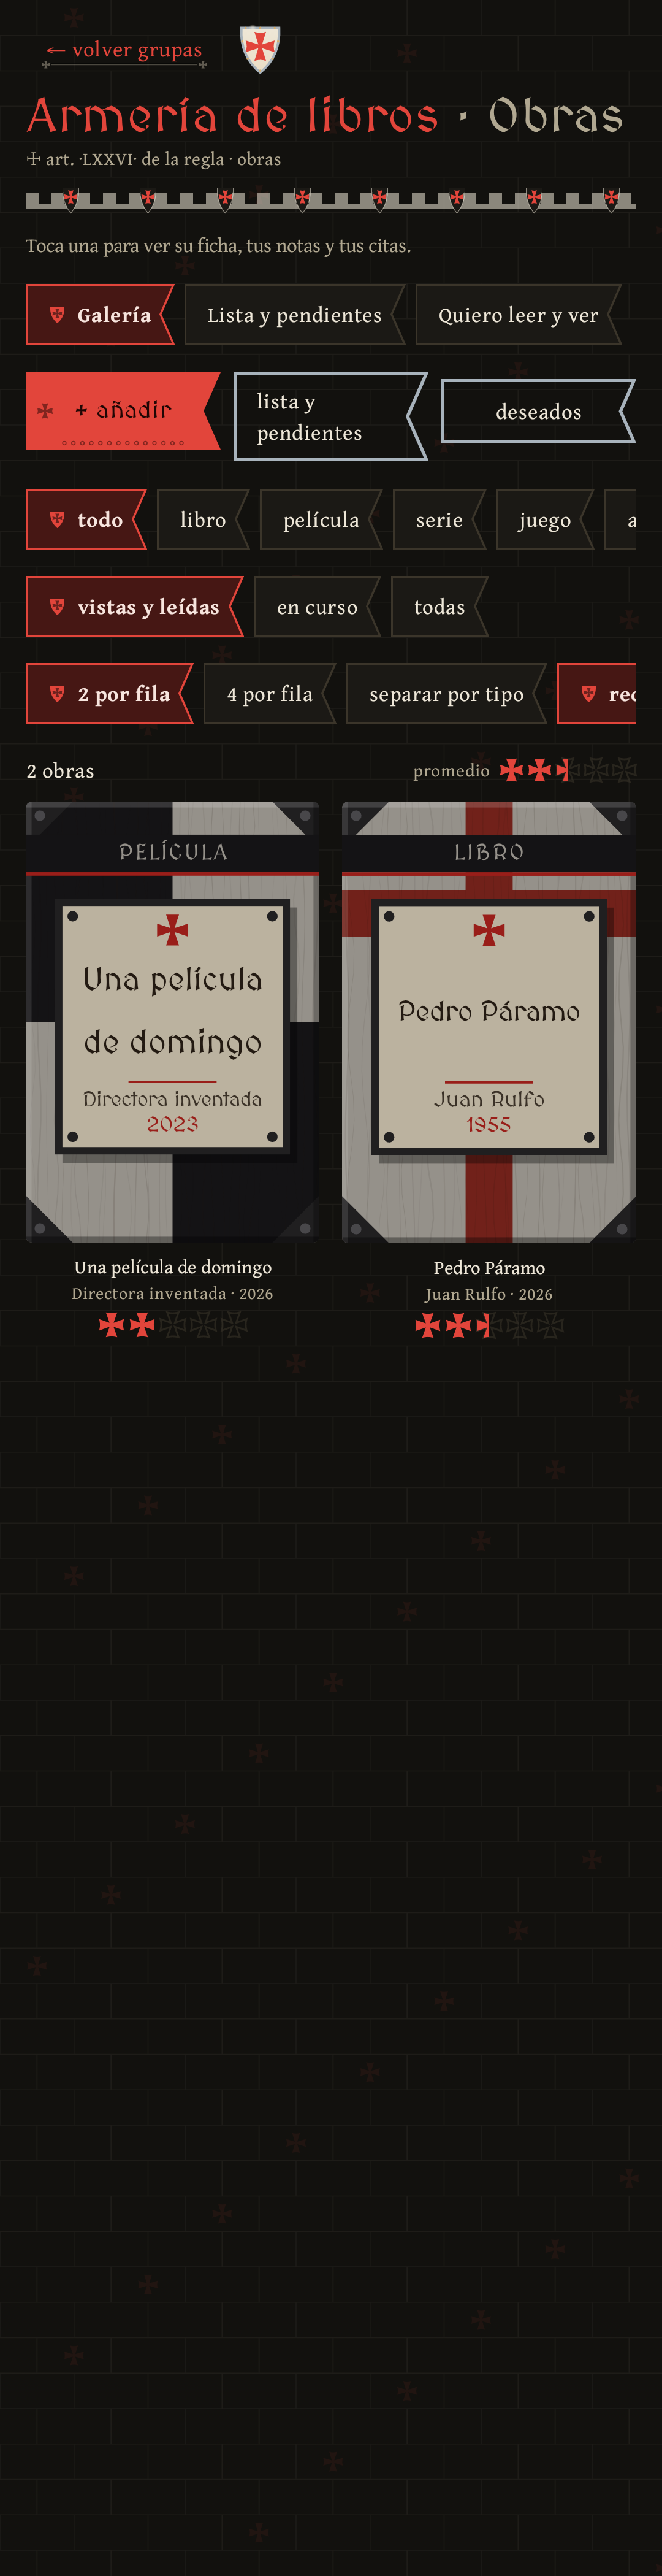 ← volver grupas
Armería de libros · Obras
☩ art. ·LXXVI· de la regla · obras
Toca una para ver su ficha, tus notas y tus citas.
Galería
Lista y pendientes
Quiero leer y ver
+ añadir
lista y
pendientes
deseados
todo
libro
película
serie
juego
a
vistas y leídas
en curso
todas
2 por fila
4 por fila
separar por tipo
rec
2 obras
promedio
PELÍCULA
Una película
de domingo
Directora inventada
2023
LIBRO
Pedro Páramo
Juan Rulfo
1955
Una película de domingo
Directora inventada · 2026
Pedro Páramo
Juan Rulfo · 2026